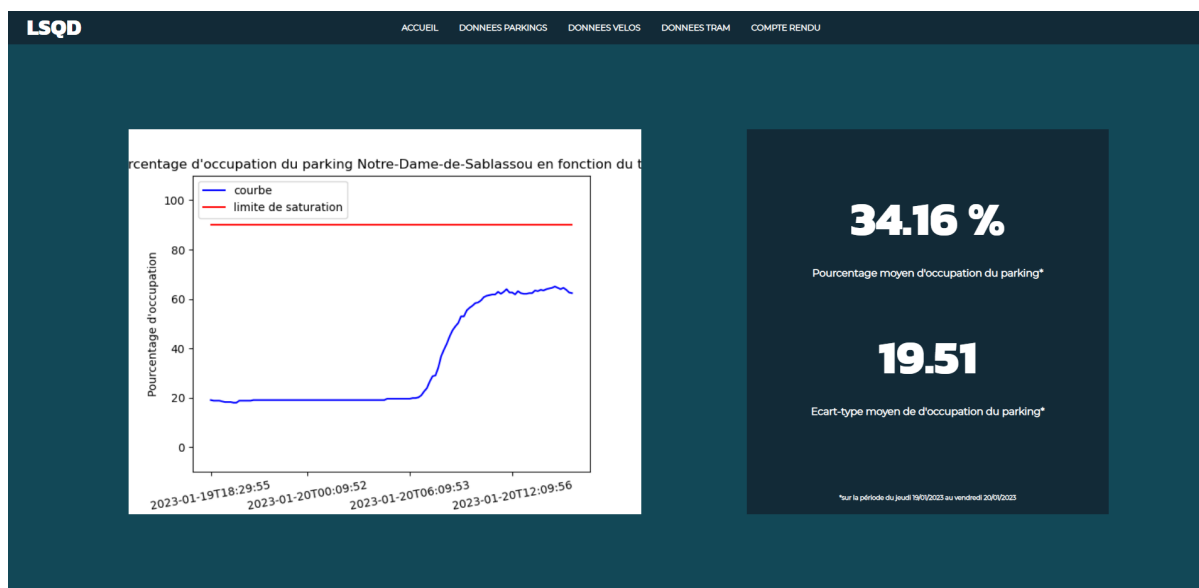 LSQD
ACCUEIL DONNEES PARKINGS DONNEES VELOS DONNEES TRAM COMPTE RENDU
rcentage d'occupation du parking Notre-Dame-de-Sablassou en fonction du t
courbe
limite de saturation
Pourcentage d'occupation
100
80
60
40
20
0
2023-01-19T18:29:55
2023-01-20T00:09:52
2023-01-20T06:09:53
2023-01-20T12:09:56
34.16 %
Pourcentage moyen d'occupation du parking*
19.51
Ecart-type moyen de d'occupation du parking*
*sur la période du jeudi 19/01/2023 au vendredi 20/01/2023